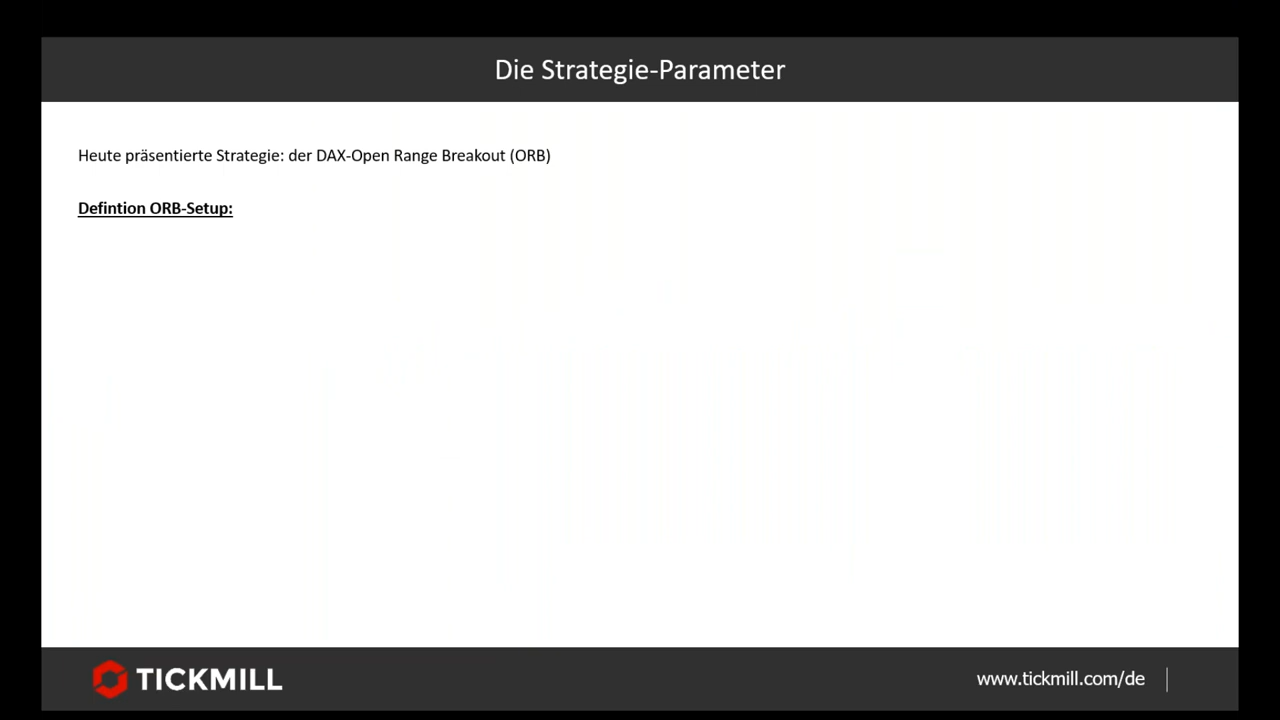 Die Strategie-Parameter
Heute präsentierte Strategie: der DAX-Open Range Breakout (ORB)
Defintion ORB-Setup:
TICKMILL
www.tickmill.com/de